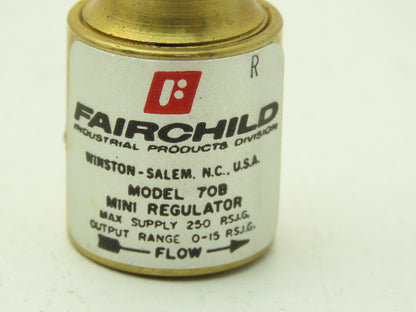 R
FAIRCHILD
INDUSTRIAL PRODUCTS DIVISION
WINSTON-SALEM, N.C., U.S.A.
MODEL 70B
MINI REGULATOR
MAX SUPPLY 250 P.S.I.G.
OUTPUT RANGE 0-15 P.S.I.G.
FLOW